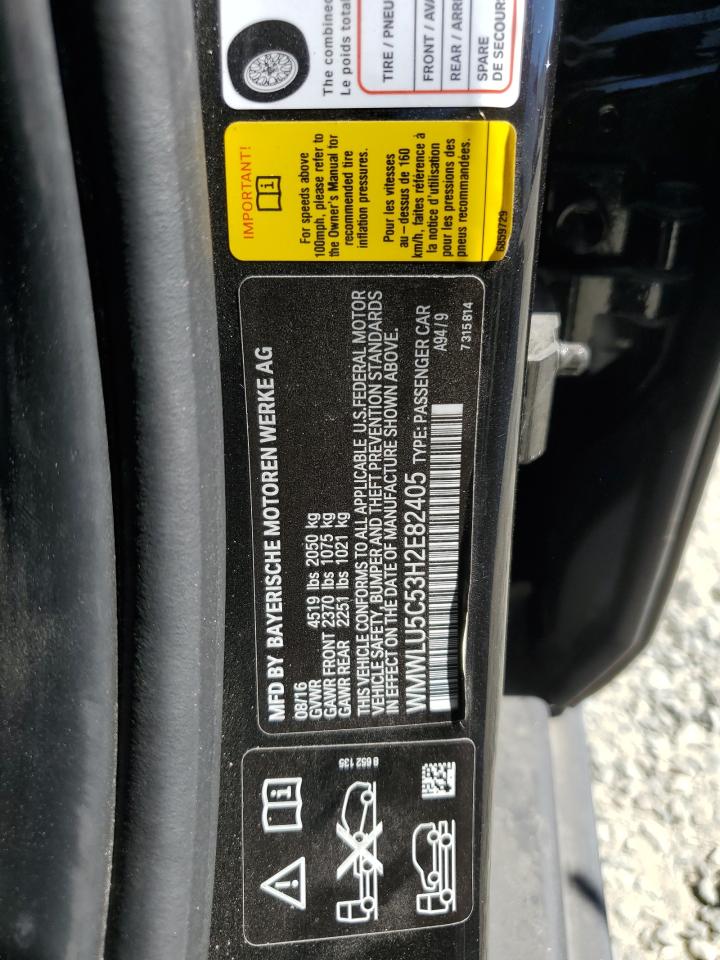 The combined
Le poids total
TIRE / PNEU
FRONT / AVA
REAR / ARRI
SPARE
DE SECOURS
IMPORTANT!
For speeds above
100mph, please refer to
the Owner's Manual for
recommended tire
inflation pressures.
Pour les vitesses
au-dessus de 160
km/h, faites référence à
la notice d'utilisation
pour les pressions des
pneus recommandées.
6859729
MFD BY BAYERISCHE MOTOREN WERKE AG
08/16
GVWR 4519 lbs 2050 kg
GAWR FRONT 2370 lbs 1075 kg
GAWR REAR 2251 lbs 1021 kg
THIS VEHICLE CONFORMS TO ALL APPLICABLE U.S.FEDERAL MOTOR
VEHICLE SAFETY, BUMPER AND THEFT PREVENTION STANDARDS
IN EFFECT ON THE DATE OF MANUFACTURE SHOWN ABOVE.
WMWLU5C53H2E82405 TYPE: PASSENGER CAR
A94/9
7 315 814
8 652 135